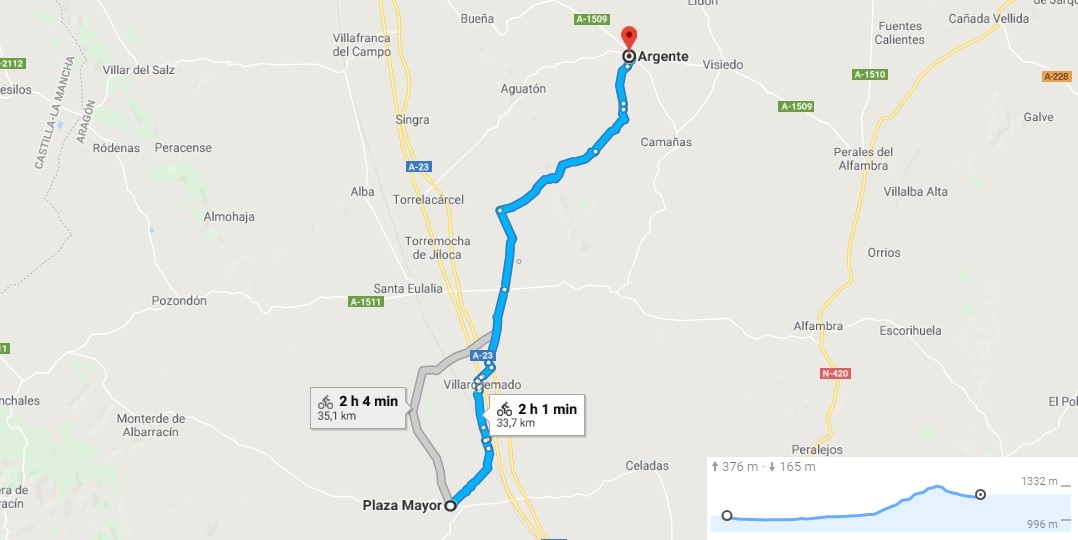 Lidón
Bueña
A-1509
Villafranca
del Campo
Cañada Vellida
Fuentes
Calientes
Argente
Visiedo
-2112
Villar del Salz
A-1510
A-228
esilos
Aguatón
A-1509
CASTILLA-LA MANCHA
ARAGÓN
Singra
Galve
Camañas
Ródenas
Peracense
Perales del
Alfambra
A-23
Alba
Torrelacárcel
Villalba Alta
Almohaja
Torremocha
de Jiloca
Orrios
Santa Eulalia
A-1511
Pozondón
Alfambra
Escorihuela
11
A-23
N-420
Villarquemado
2 h 4 min
35,1 km
2 h 1 min
33,7 km
nchales
El Pol
Monterde de
Albarracín
Peralejos
Celadas
376 m · 165 m
1332 m
996 m
era de
racín
Plaza Mayor